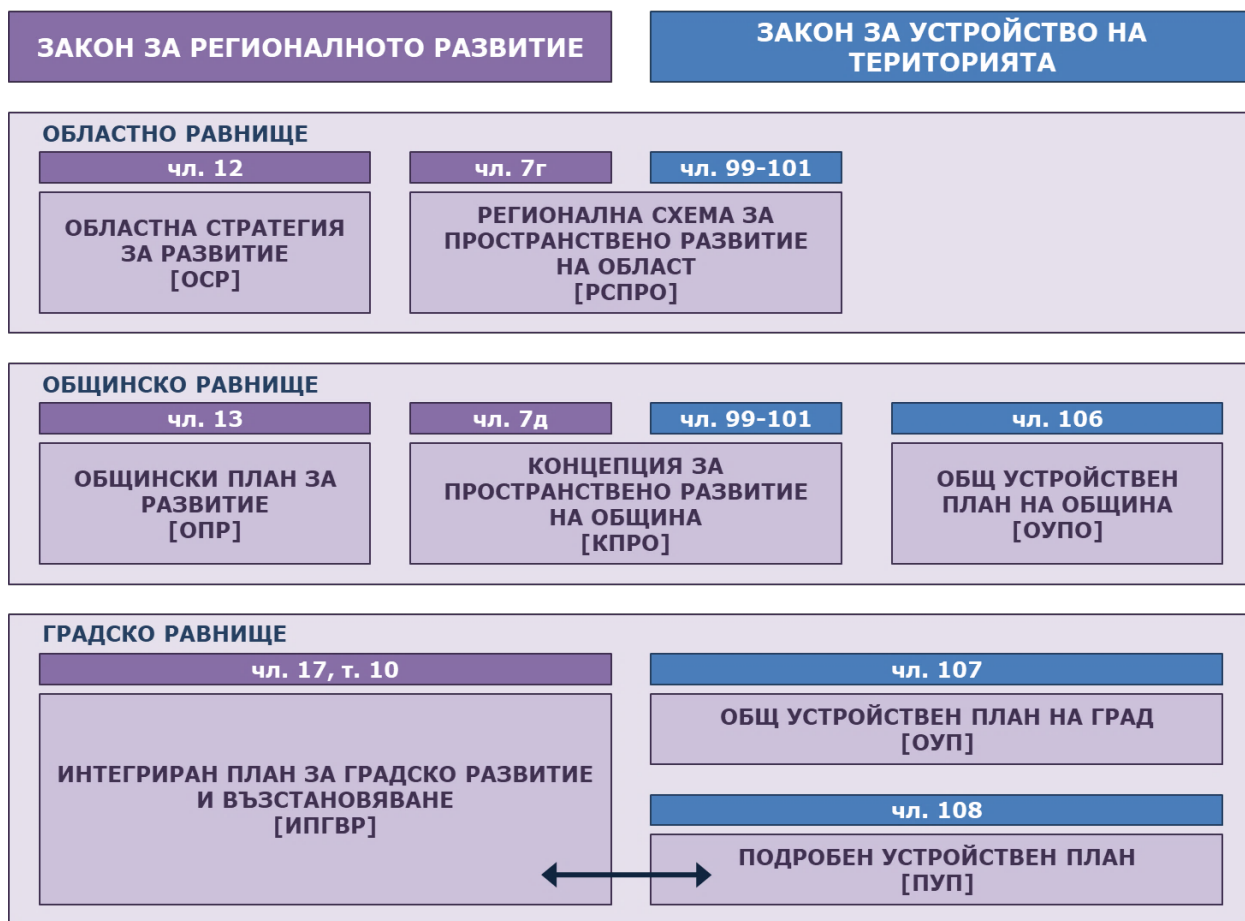 ЗАКОН ЗА РЕГИОНАЛНОТО РАЗВИТИЕ
ЗАКОН ЗА УСТРОЙСТВО НА
ТЕРИТОРИЯТА
ОБЛАСТНО РАВНИЩЕ
чл. 12
ОБЛАСТНА СТРАТЕГИЯ
ЗА РАЗВИТИЕ
[ОСР]
чл. 7г
чл. 99-101
РЕГИОНАЛНА СХЕМА ЗА
ПРОСТРАНСТВЕНО РАЗВИТИЕ
НА ОБЛАСТ
[РСПРО]
ОБЩИНСКО РАВНИЩЕ
чл. 13
ОБЩИНСКИ ПЛАН ЗА
РАЗВИТИЕ
[ОПР]
чл. 7д
чл. 99-101
КОНЦЕПЦИЯ ЗА
ПРОСТРАНСТВЕНО РАЗВИТИЕ
НА ОБЩИНА
[КПРО]
чл. 106
ОБЩ УСТРОЙСТВЕН
ПЛАН НА ОБЩИНА
[ОУПО]
ГРАДСКО РАВНИЩЕ
чл. 17, т. 10
ИНТЕГРИРАН ПЛАН ЗА ГРАДСКО РАЗВИТИЕ
И ВЪЗСТАНОВЯВАНЕ
[ИПГВР]
чл. 107
ОБЩ УСТРОЙСТВЕН ПЛАН НА ГРАД
[ОУП]
чл. 108
ПОДРОБЕН УСТРОЙСТВЕН ПЛАН
[ПУП]